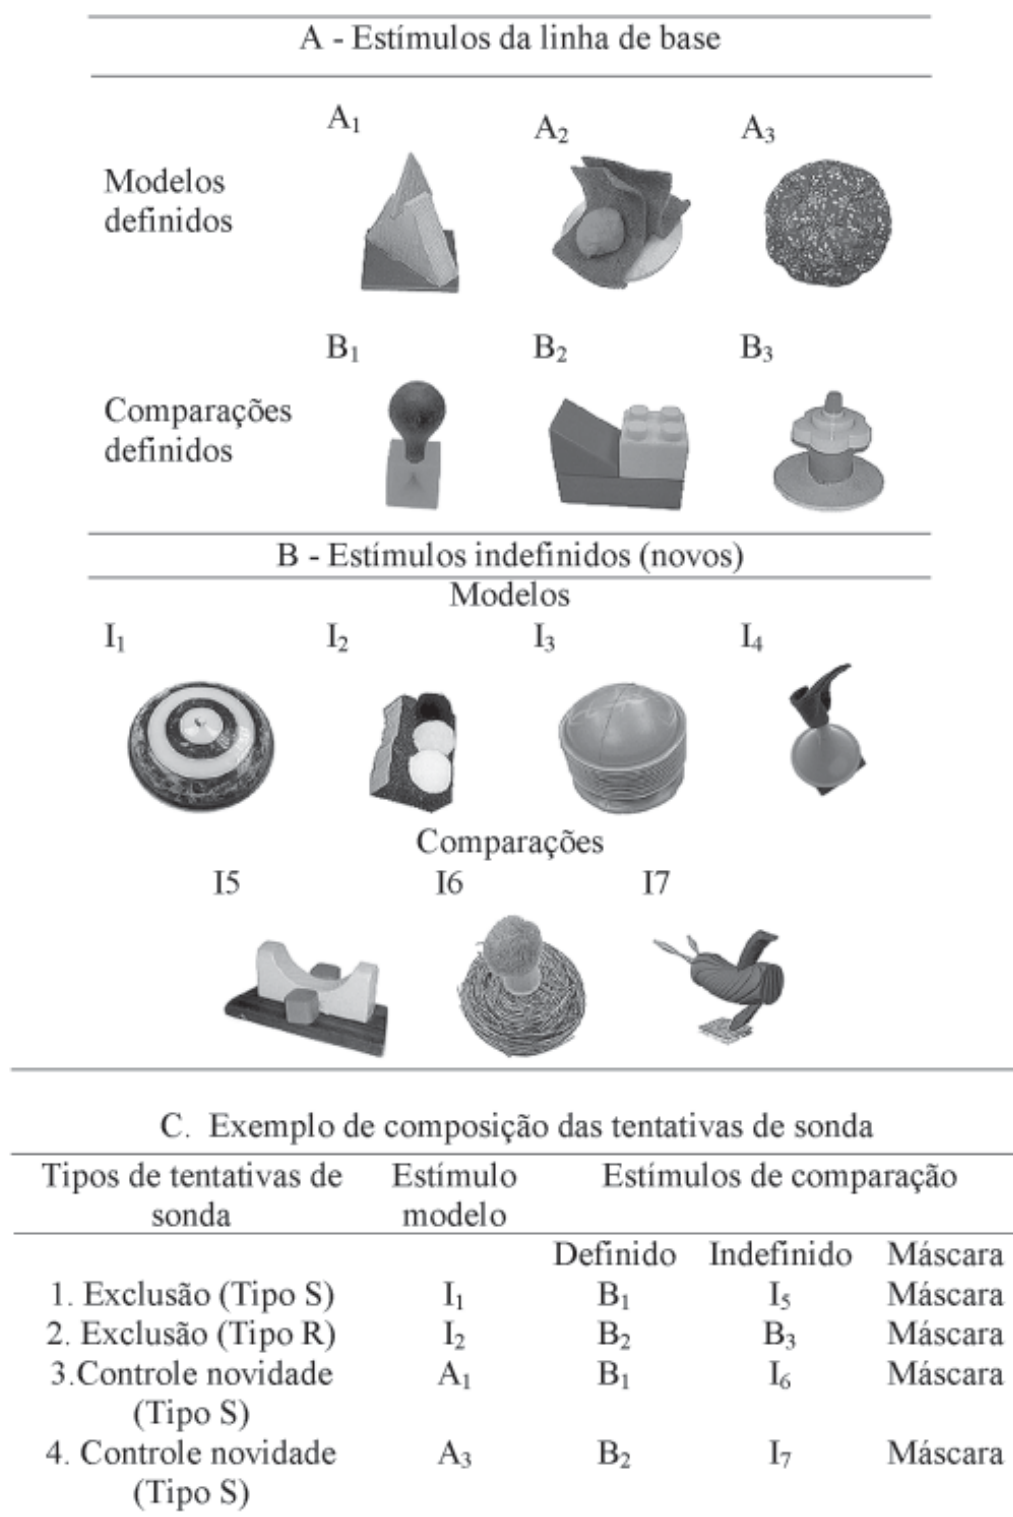 A - Estímulos da linha de base
A₁ A₂ A₃
Modelos
definidos
B₁ B₂ B₃
Comparações
definidos
B - Estímulos indefinidos (novos)
Modelos
I₁ I₂ I₃ I₄
Comparações
I5 I6 I7
C. Exemplo de composição das tentativas de sonda
Tipos de tentativas de Estímulo Estímulos de comparação
sonda modelo
Definido Indefinido Máscara
1. Exclusão (Tipo S) I₁ B₁ I₅ Máscara
2. Exclusão (Tipo R) I₂ B₂ B₃ Máscara
3.Controle novidade A₁ B₁ I₆ Máscara
(Tipo S)
4. Controle novidade A₃ B₂ I₇ Máscara
(Tipo S)